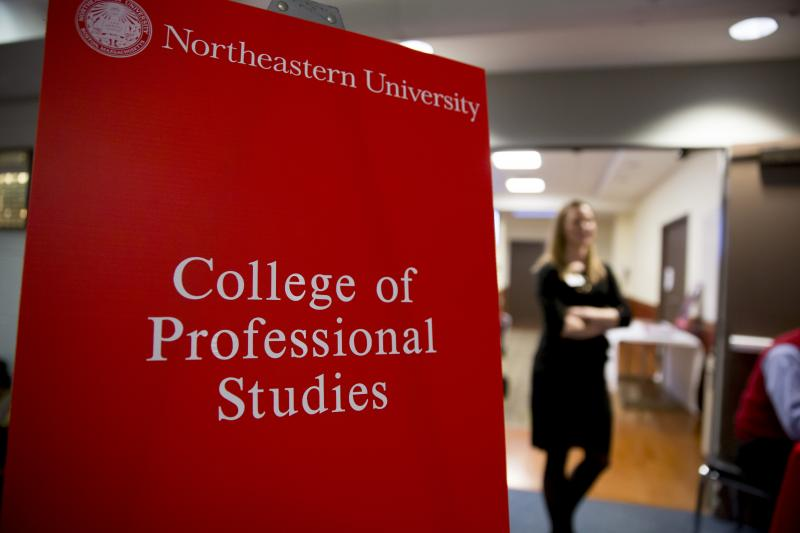 Northeastern University
College of
Professional
Studies